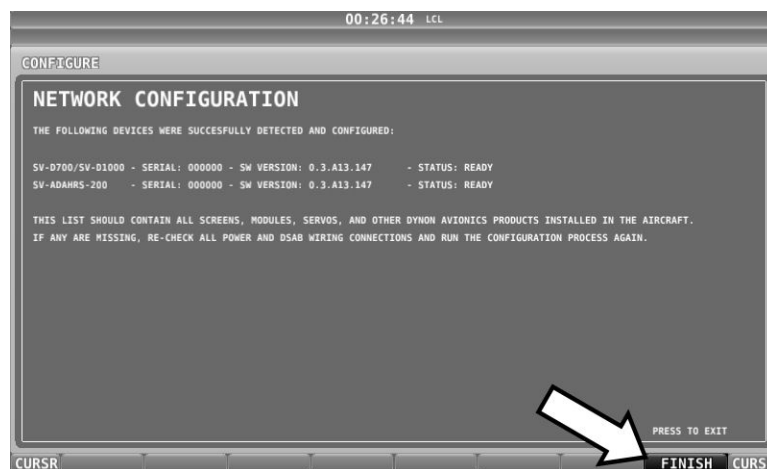 00:26:44 LCL
CONFIGURE
NETWORK CONFIGURATION
THE FOLLOWING DEVICES WERE SUCCESFULLY DETECTED AND CONFIGURED:
SV-D700/SV-D1000 - SERIAL: 000000 - SW VERSION: 0.3.A13.147 - STATUS: READY
SV-ADAHRS-200 - SERIAL: 000000 - SW VERSION: 0.3.A13.147 - STATUS: READY
THIS LIST SHOULD CONTAIN ALL SCREENS, MODULES, SERVOS, AND OTHER DYNON AVIONICS PRODUCTS INSTALLED IN THE AIRCRAFT.
IF ANY ARE MISSING, RE-CHECK ALL POWER AND DSAB WIRING CONNECTIONS AND RUN THE CONFIGURATION PROCESS AGAIN.
PRESS TO EXIT
CURSR FINISH CURS